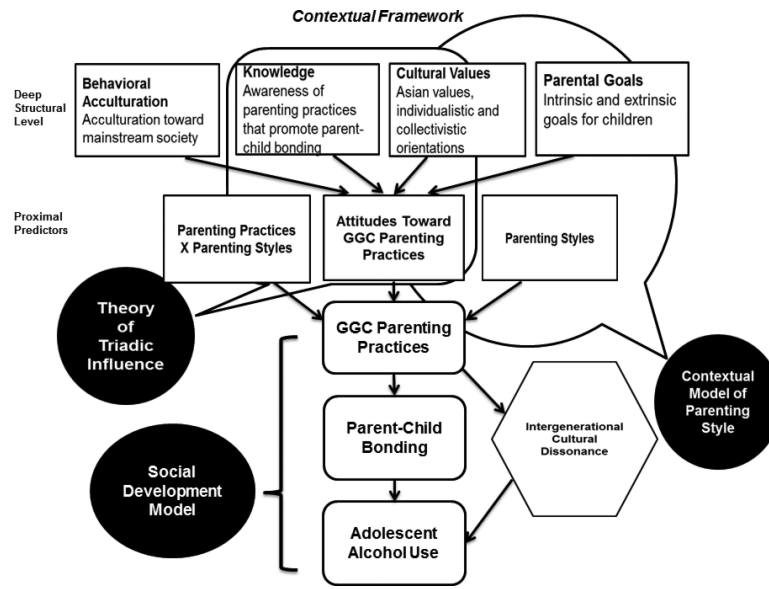 Contextual Framework
Deep
Structural
Level
Behavioral
Acculturation
Acculturation toward
mainstream society
Knowledge
Awareness of
parenting practices
that promote parent-
child bonding
Cultural Values
Asian values,
individualistic and
collectivistic
orientations
Parental Goals
Intrinsic and extrinsic
goals for children
Proximal
Predictors
Parenting Practices
X Parenting Styles
Attitudes Toward
GGC Parenting
Practices
Parenting Styles
Theory
of
Triadic
Influence
GGC Parenting
Practices
Contextual
Model of
Parenting
Style
Parent-Child
Bonding
Intergenerational
Cultural
Dissonance
Social
Development
Model
Adolescent
Alcohol Use